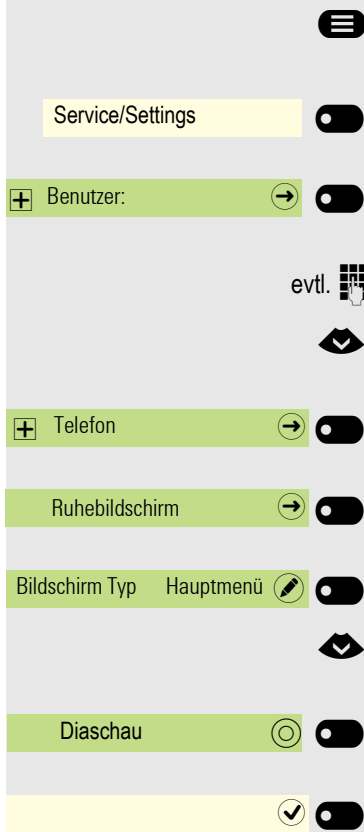 Service/Settings
Benutzer:
evtl.
Telefon
Ruhebildschirm
Bildschirm Typ Hauptmenü
Diaschau